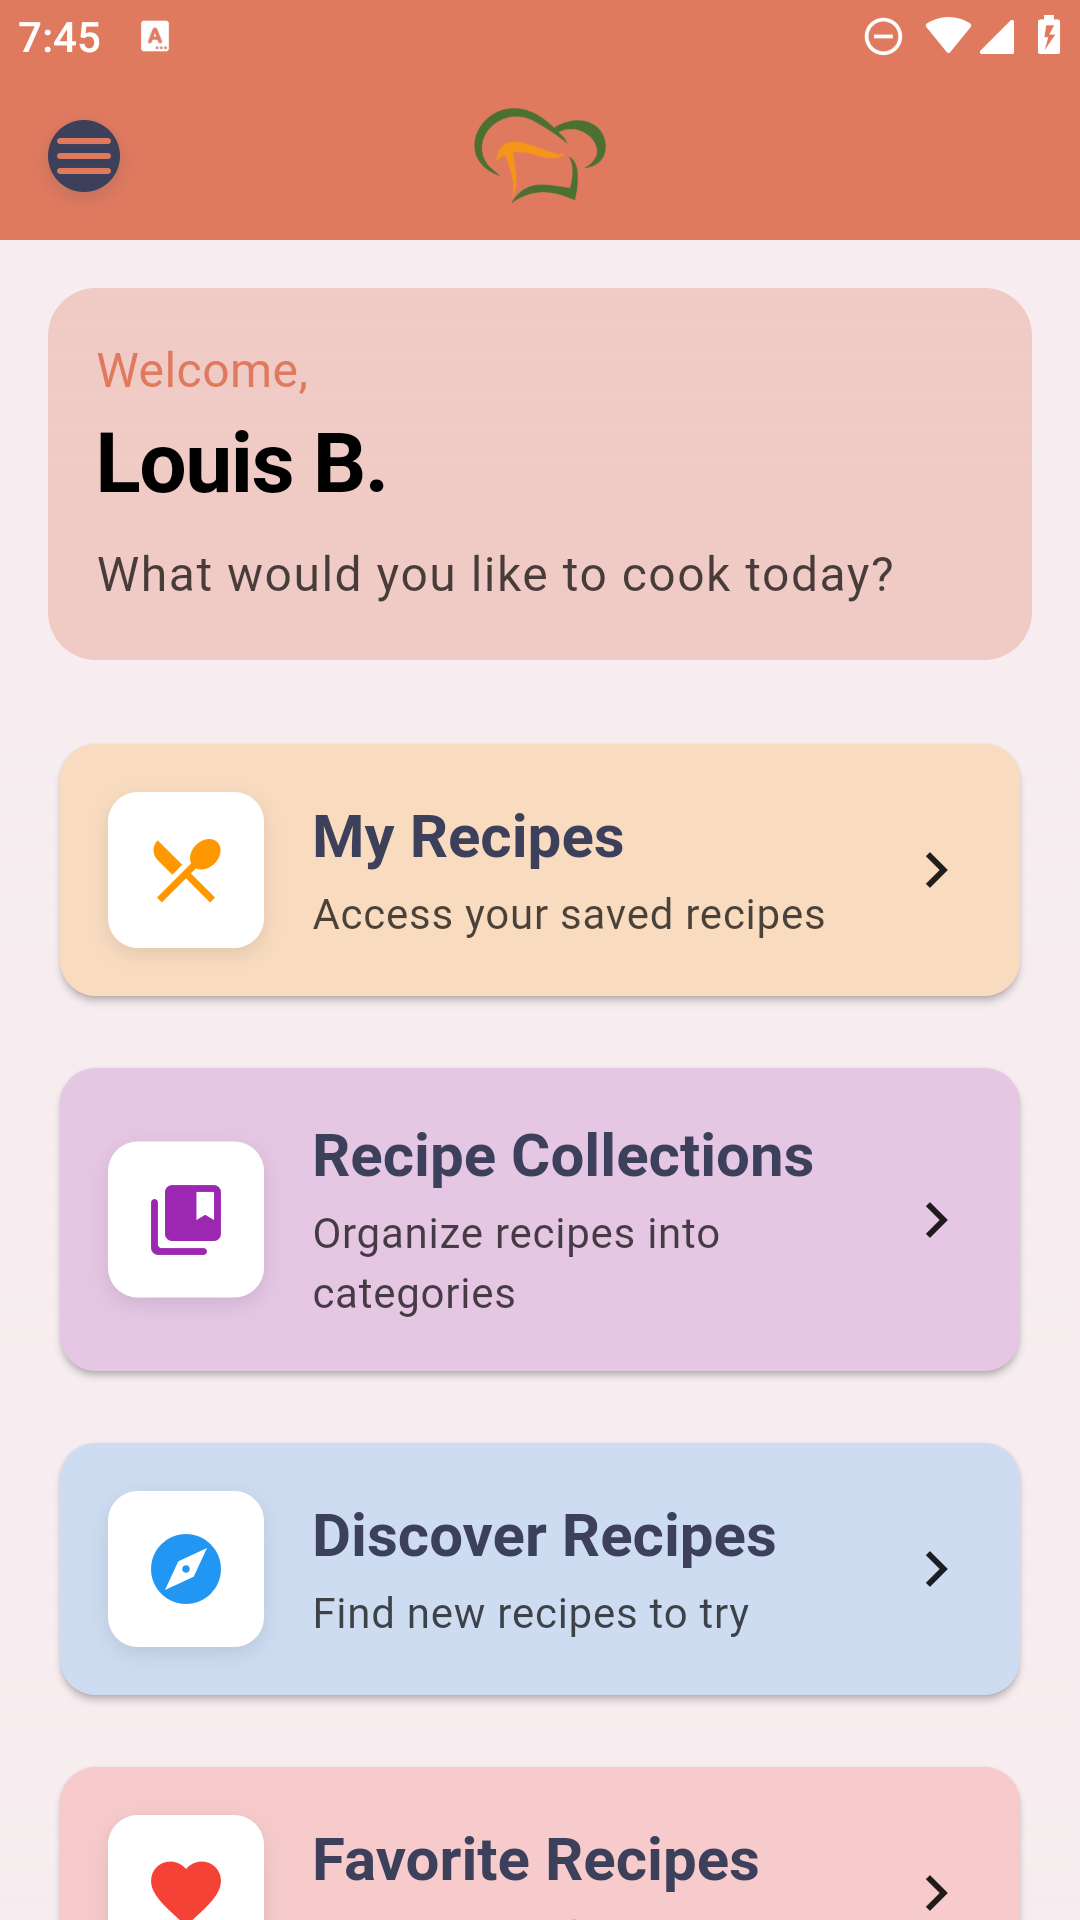 7:45
Welcome,
Louis B.
What would you like to cook today?
My Recipes
Access your saved recipes
Recipe Collections
Organize recipes into
categories
Discover Recipes
Find new recipes to try
Favorite Recipes